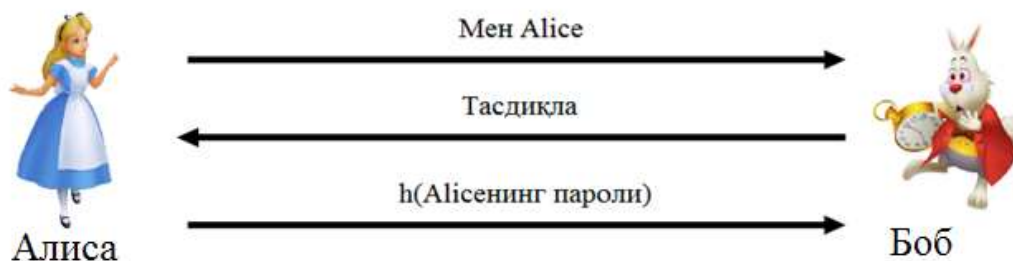 Мен Alice
Тасдиқла
h(Aliceнинг пароли)
Алиса
Боб